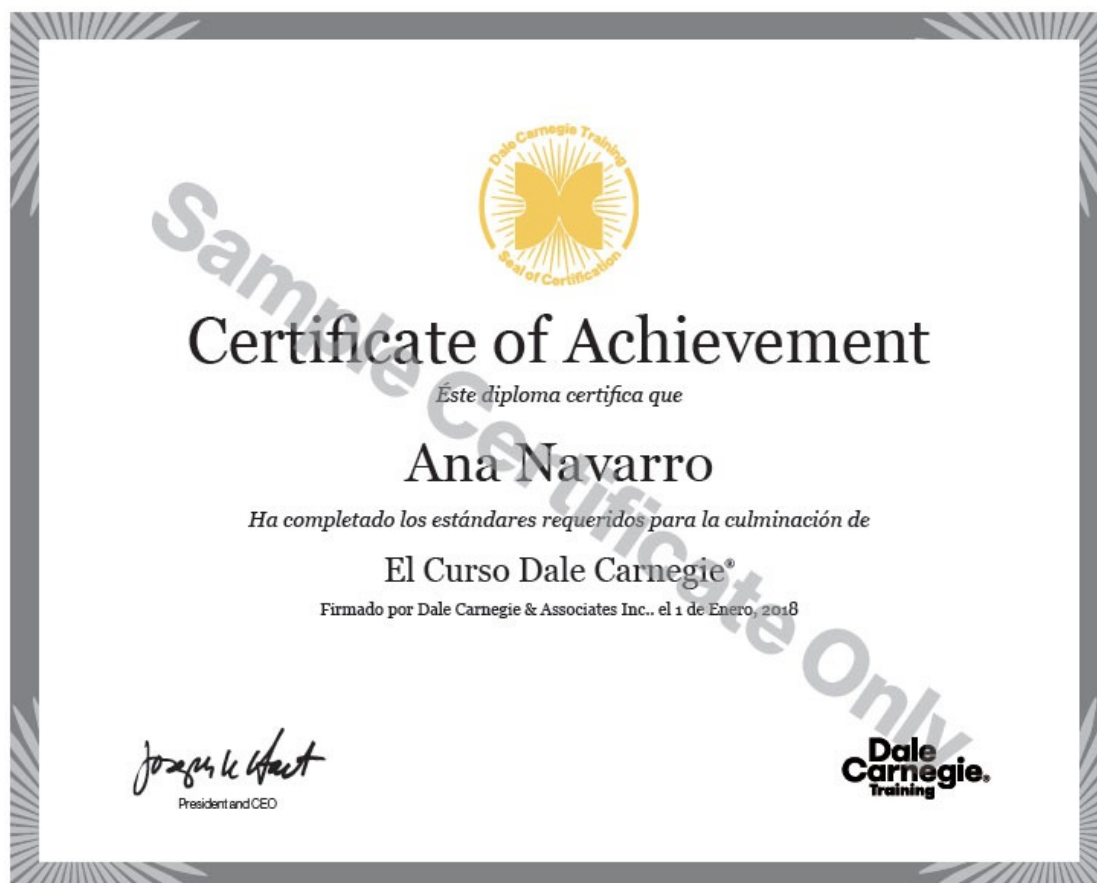 Dale Carnegie Training
Seal of Certification
Sample Certificate Only
Certificate of Achievement
Éste diploma certifica que
Ana Navarro
Ha completado los estándares requeridos para la culminación de
El Curso Dale Carnegie®
Firmado por Dale Carnegie & Associates Inc.. el 1 de Enero, 2018
President and CEO
Dale
Carnegie®
Training